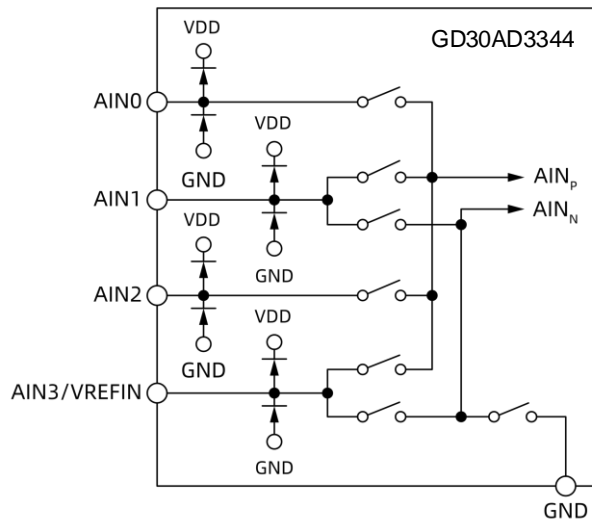 VDD
GD30AD3344
AIN0
VDD
GND
AIN1
AINP
AINN
VDD
GND
AIN2
VDD
GND
AIN3/VREFIN
GND
GND